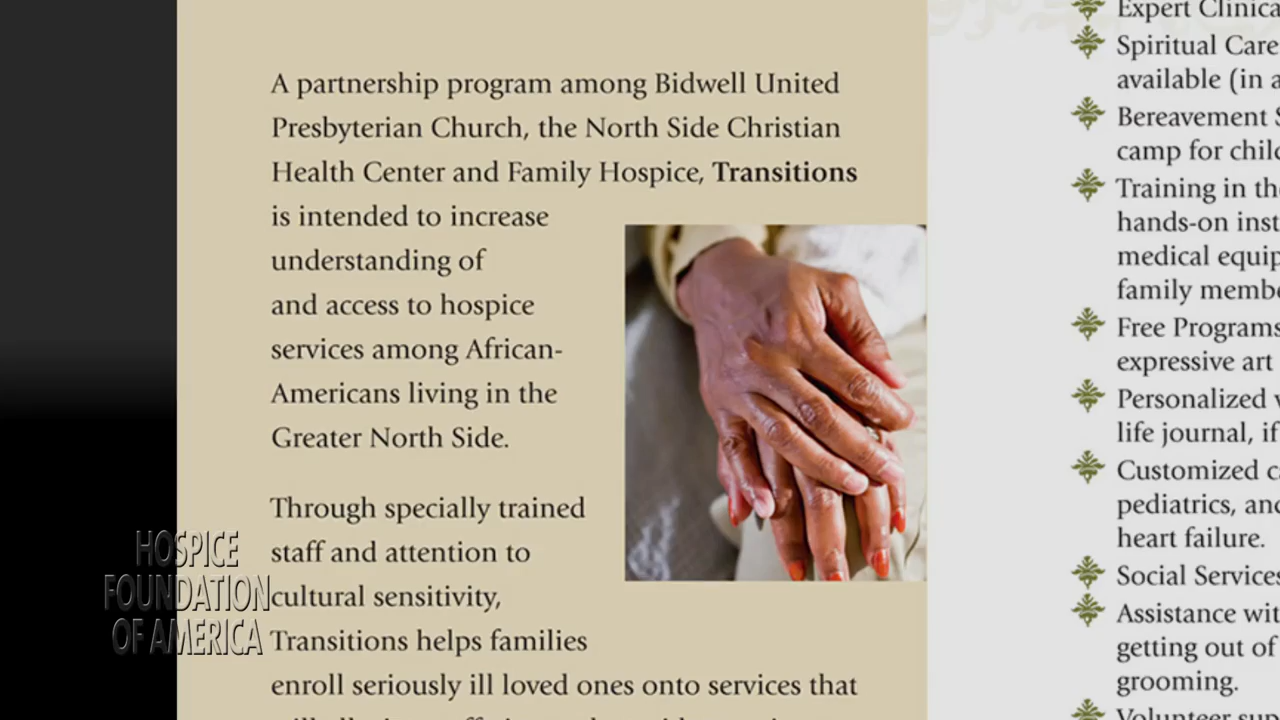 A partnership program among Bidwell United
Presbyterian Church, the North Side Christian
Health Center and Family Hospice, Transitions
is intended to increase
understanding of
and access to hospice
services among African-
Americans living in the
Greater North Side.
Through specially trained
staff and attention to
cultural sensitivity,
Transitions helps families
enroll seriously ill loved ones onto services that
Expert Clinica
Spiritual Care
available (in a
Bereavement S
camp for child
Training in the
hands-on inst
medical equip
family membe
Free Programs
expressive art
Personalized v
life journal, if
Customized c
pediatrics, and
heart failure.
Social Services
Assistance wit
getting out of
grooming.
Volunteer sup
HOSPICE
FOUNDATION
OF AMERICA